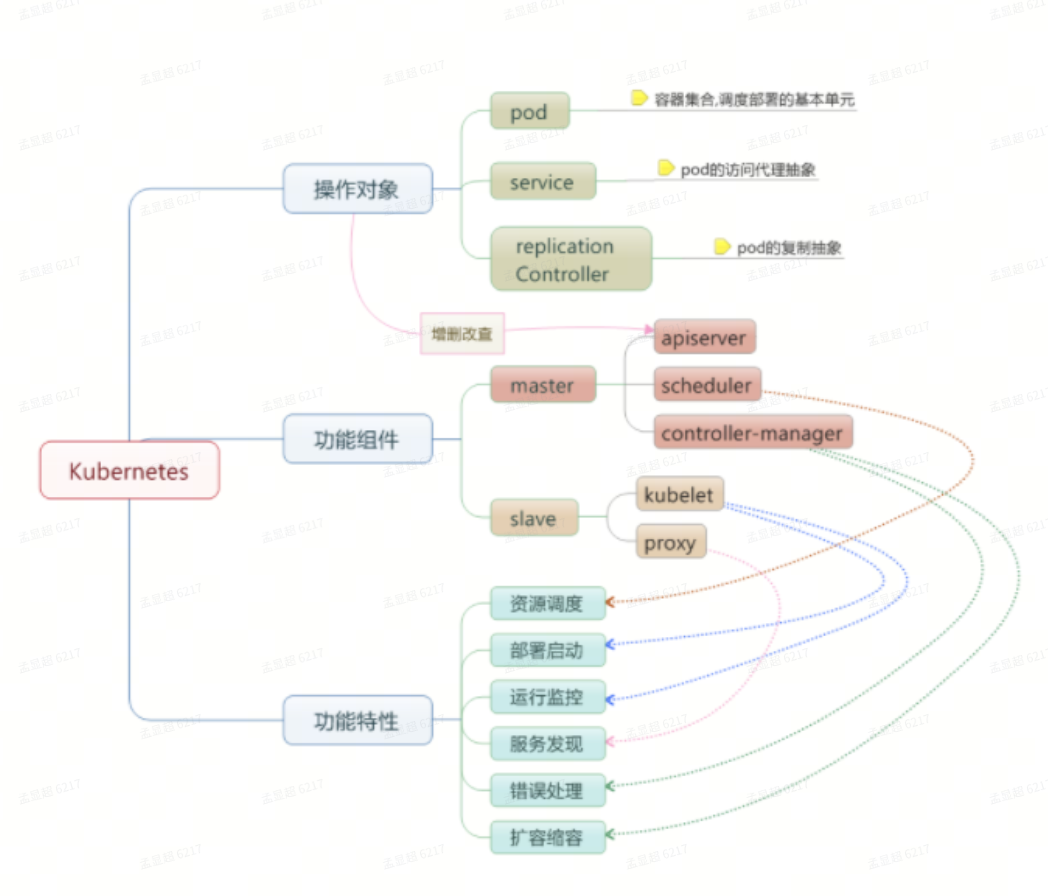 pod
容器集合,调度部署的基本单元
操作对象
service
pod的访问代理抽象
replication
Controller
pod的复制抽象
增删改查
apiserver
master
scheduler
功能组件
controller-manager
Kubernetes
kubelet
slave
proxy
资源调度
部署启动
运行监控
功能特性
服务发现
错误处理
扩容缩容